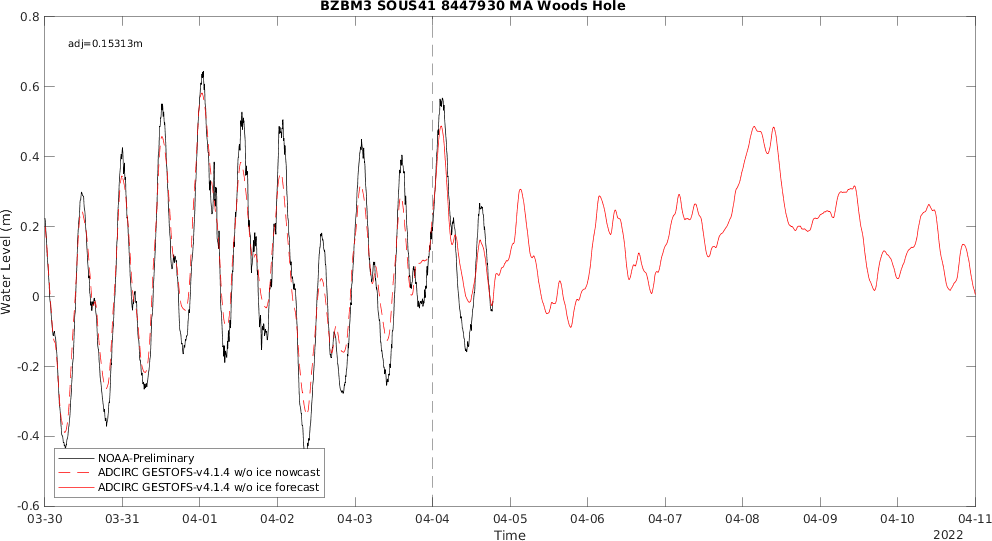 BZBM3 SOUS41 8447930 MA Woods Hole
adj=0.15313m
0.8
0.6
0.4
0.2
0
-0.2
-0.4
-0.6
Water Level (m)
NOAA-Preliminary
ADCIRC GESTOFS-v4.1.4 w/o ice nowcast
ADCIRC GESTOFS-v4.1.4 w/o ice forecast
03-30 03-31 04-01 04-02 04-03 04-04 04-05 04-06 04-07 04-08 04-09 04-10 04-11
Time
2022